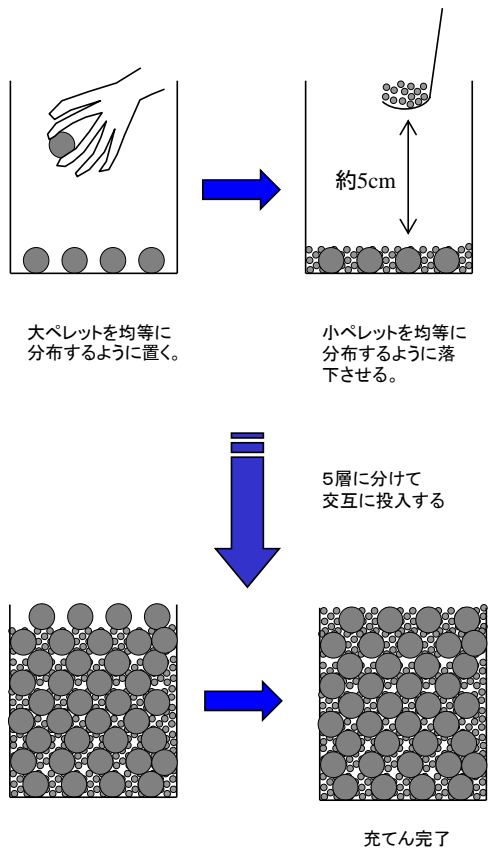 約5cm
大ペレットを均等に
分布するように置く。
小ペレットを均等に
分布するように落
下させる。
５層に分けて
交互に投入する
充てん完了